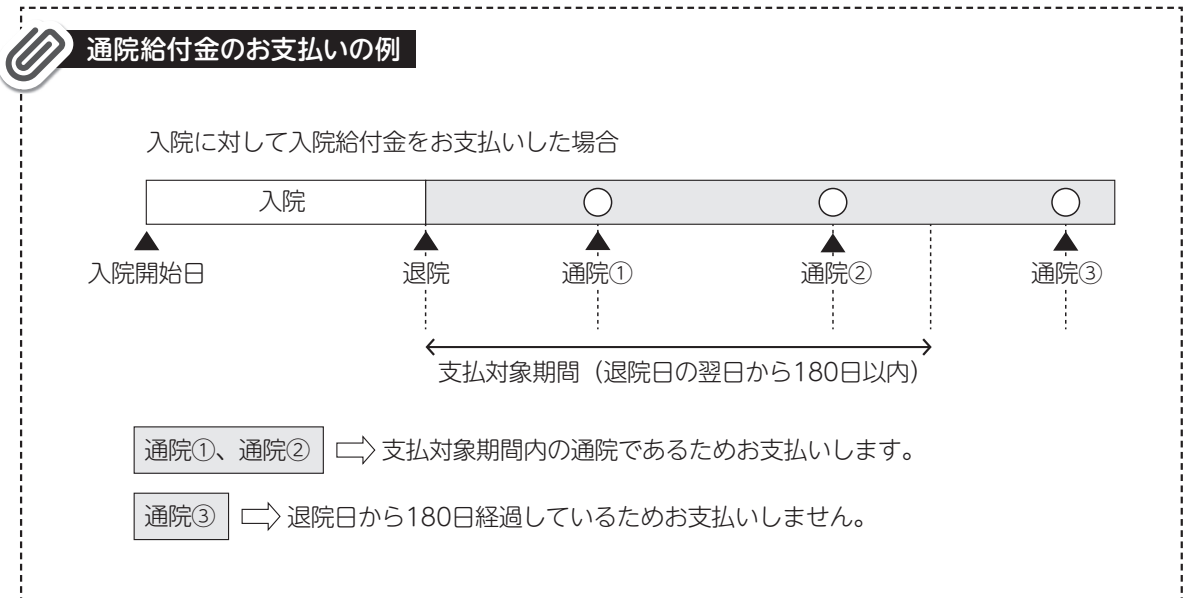 通院給付金のお支払いの例
入院に対して入院給付金をお支払いした場合
入院
入院開始日 退院 通院① 通院② 通院③
支払対象期間（退院日の翌日から180日以内）
通院①、通院② 支払対象期間内の通院であるためお支払いします。
通院③ 退院日から180日経過しているためお支払いしません。